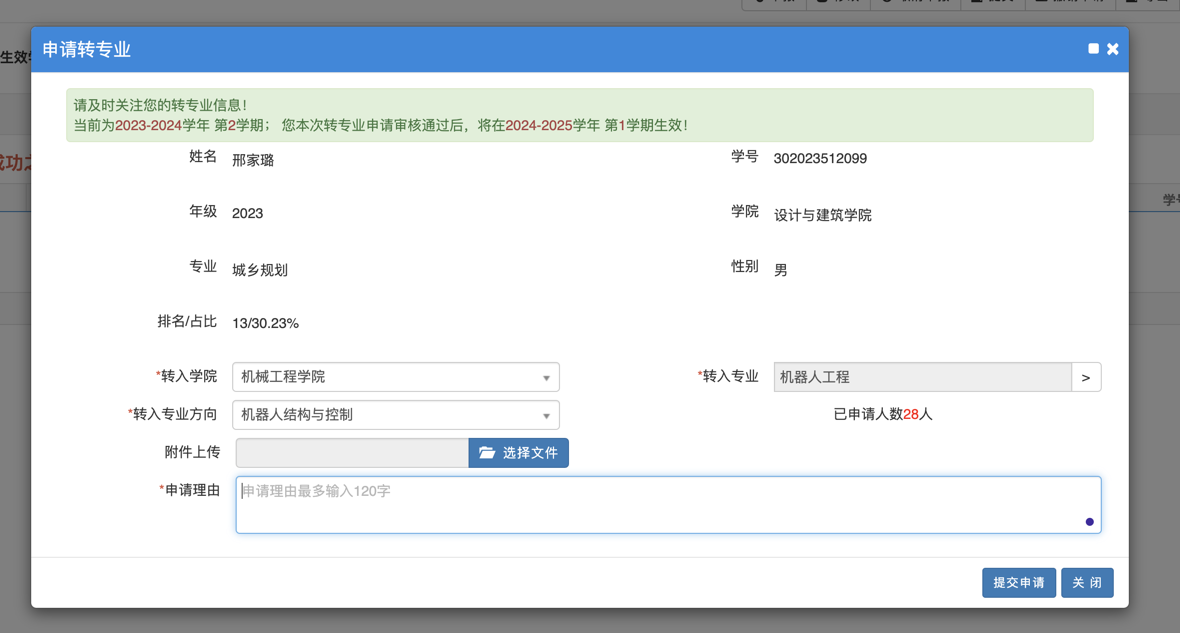 生效
申请转专业
请及时关注您的转专业信息！
当前为2023-2024学年 第2学期； 您本次转专业申请审核通过后，将在2024-2025学年 第1学期生效！
成功之
姓名 邢家璐 学号 302023512099
学号
年级 2023 学院 设计与建筑学院
专业 城乡规划 性别 男
排名/占比 13/30.23%
*转入学院 机械工程学院 *转入专业 机器人工程 >
*转入专业方向 机器人结构与控制 已申请人数28人
附件上传 选择文件
*申请理由 申请理由最多输入120字
提交申请 关 闭